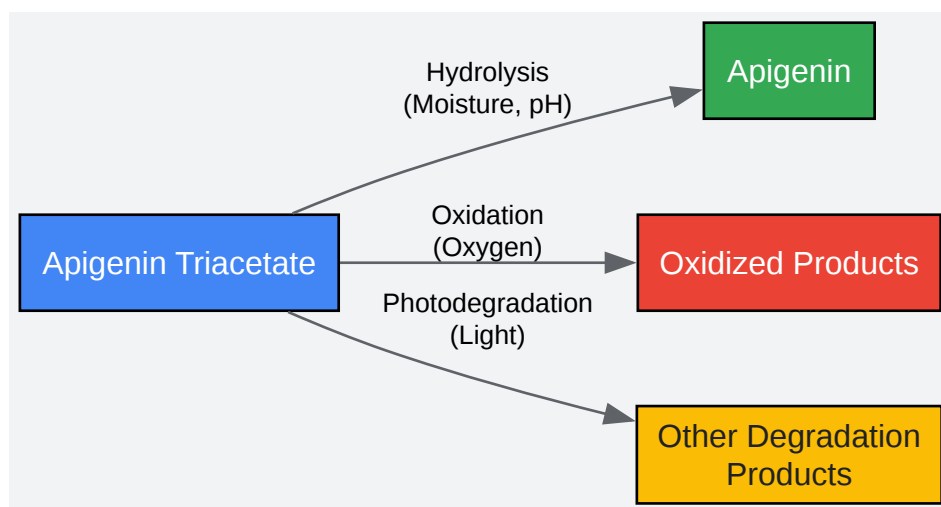 Hydrolysis
(Moisture, pH)
Apigenin
Apigenin Triacetate
Oxidation
(Oxygen)
Oxidized Products
Photodegradation
(Light)
Other Degradation
Products